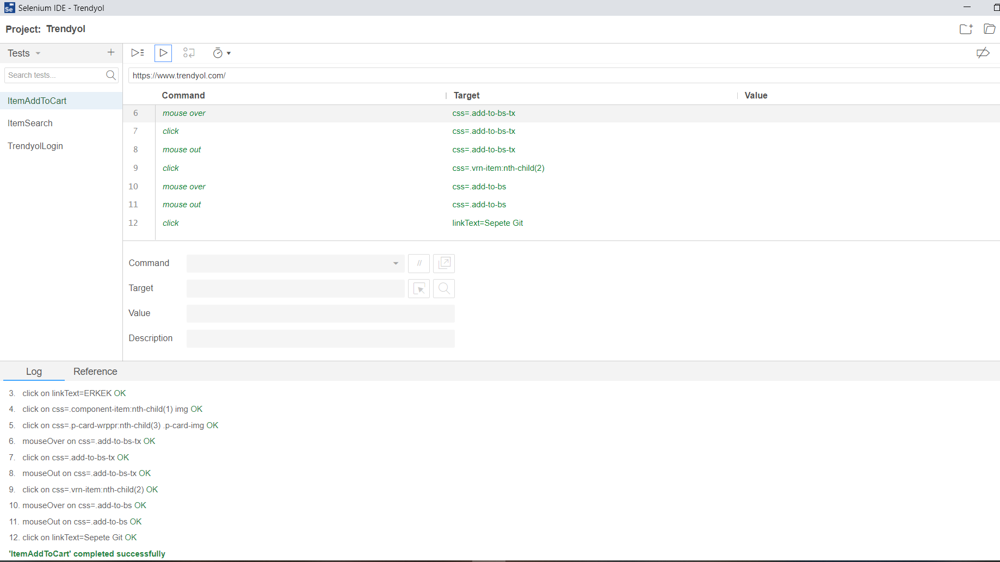 Selenium IDE - Trendyol
Project: Trendyol
Tests
Search tests...
ItemAddToCart
ItemSearch
TrendyolLogin
https://www.trendyol.com/
Command Target Value
6 mouse over css=.add-to-bs-tx
7 click css=.add-to-bs-tx
8 mouse out css=.add-to-bs-tx
9 click css=.vrn-item:nth-child(2)
10 mouse over css=.add-to-bs
11 mouse out css=.add-to-bs
12 click linkText=Sepete Git
Command //
Target
Value
Description
Log Reference
3. click on linkText=ERKEK OK
4. click on css=.component-item:nth-child(1) img OK
5. click on css=.p-card-wrppr:nth-child(3) .p-card-img OK
6. mouseOver on css=.add-to-bs-tx OK
7. click on css=.add-to-bs-tx OK
8. mouseOut on css=.add-to-bs-tx OK
9. click on css=.vrn-item:nth-child(2) OK
10. mouseOver on css=.add-to-bs OK
11. mouseOut on css=.add-to-bs OK
12. click on linkText=Sepete Git OK
'ItemAddToCart' completed successfully